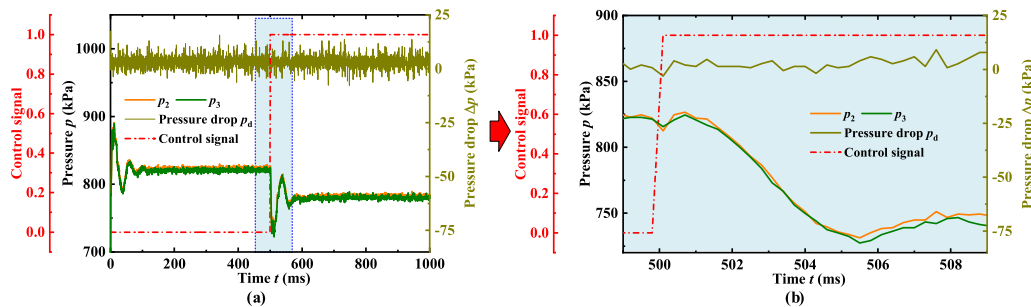 Control signal
1.0
0.8
0.6
0.4
0.2
0.0
Pressure p (kPa)
1000
900
800
700
p2 p3
Pressure drop pd
Control signal
0 200 400 600 800 1000
Time t (ms)
(a)
25
0
−25
−50
−75
Pressure drop Δp (kPa)
Control signal
1.0
0.8
0.6
0.4
0.2
0.0
Pressure p (kPa)
900
850
800
750
p2 p3
Pressure drop pd
Control signal
500 502 504 506 508
Time t (ms)
(b)
25
0
−25
−50
−75
Pressure drop Δp (kPa)